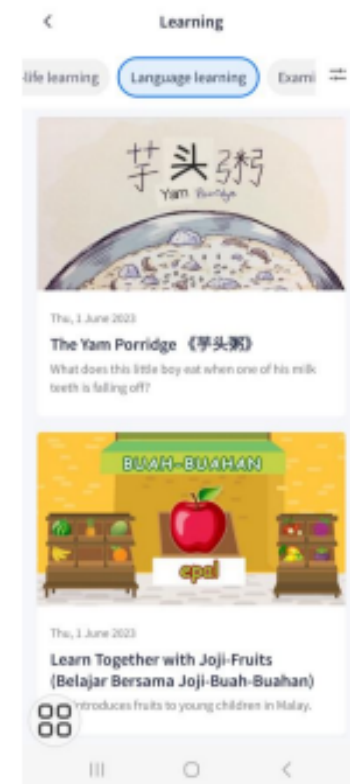 Learning
-life learning
Language learning
Exami
芋头粥
Yam Porridge
Thu, 1 June 2023
The Yam Porridge 《芋头粥》
What does this little boy eat when one of his milk
teeth is falling off?
BUAH-BUAHAN
epal
Thu, 1 June 2023
Learn Together with Joji-Fruits
(Belajar Bersama Joji-Buah-Buahan)
introduces fruits to young children in Malay.